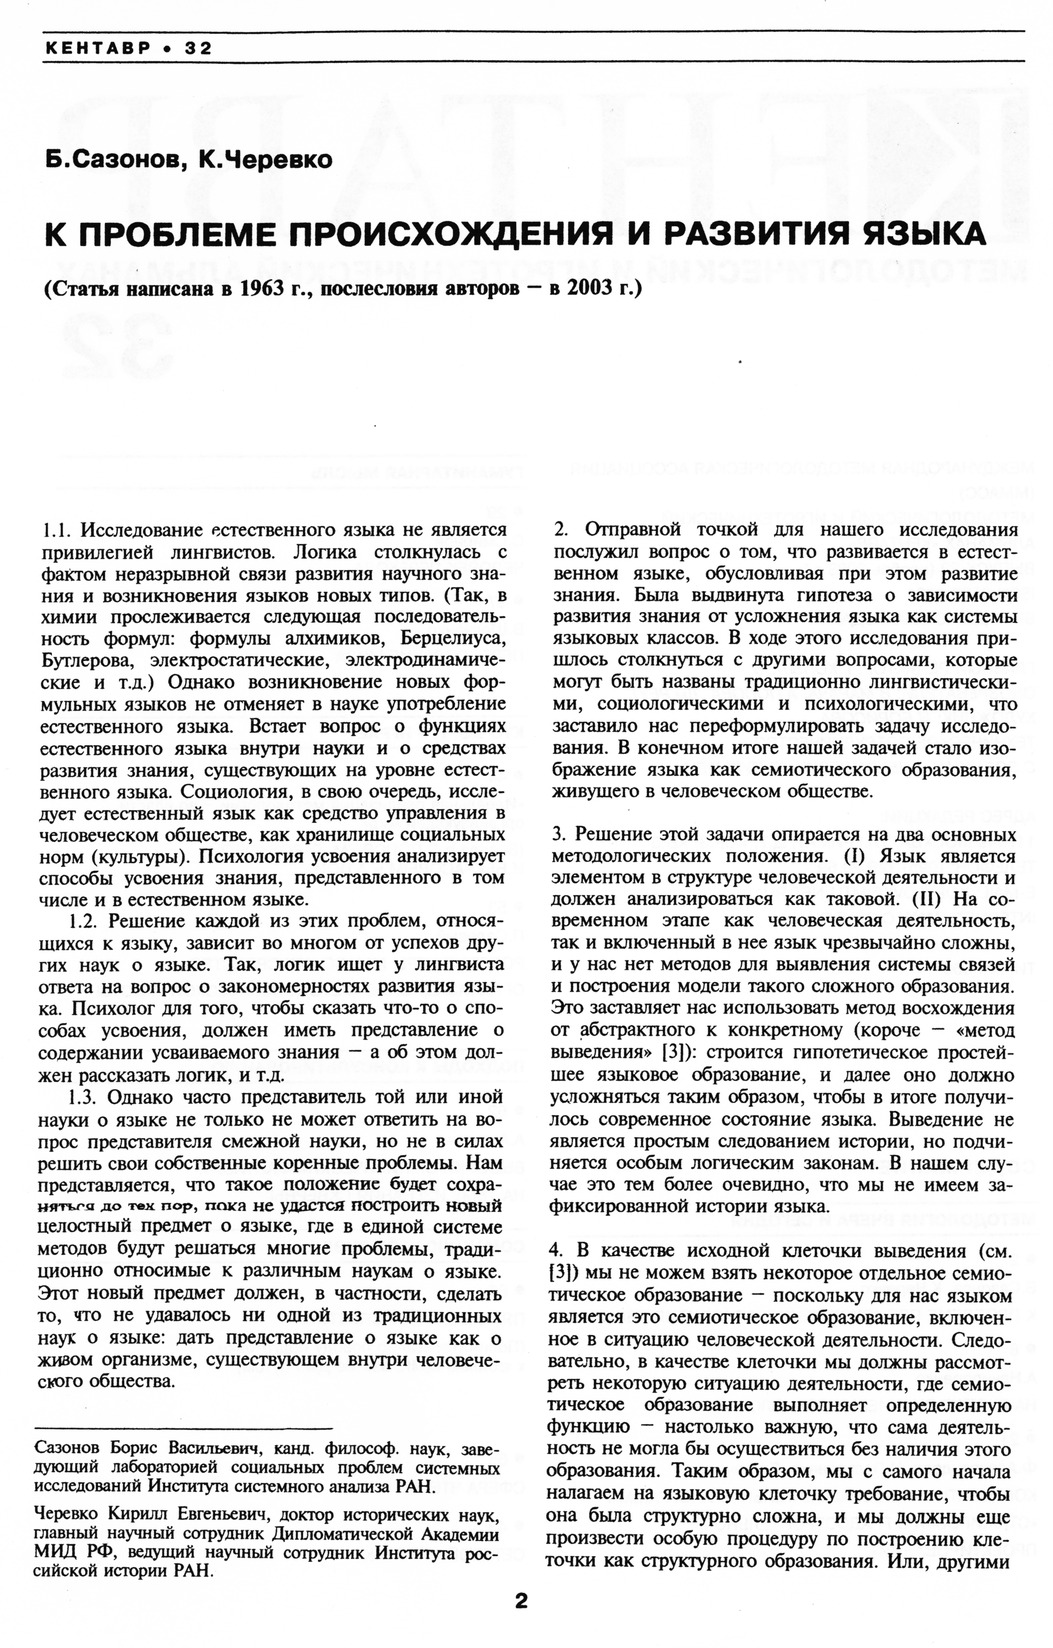 КЕНТАВР • 32
Б.Сазонов, К.Черевко
К ПРОБЛЕМЕ ПРОИСХОЖДЕНИЯ И РАЗВИТИЯ ЯЗЫКА
(Статья написана в 1963 г., послесловия авторов – в 2003 г.)
1.1. Исследование естественного языка не является
привилегией лингвистов. Логика столкнулась с
фактом неразрывной связи развития научного зна-
ния и возникновения языков новых типов. (Так, в
химии прослеживается следующая последователь-
ность формул: формулы алхимиков, Берцелиуса,
Бутлерова, электростатические, электродинамиче-
ские и т.д.) Однако возникновение новых фор-
мульных языков не отменяет в науке употребление
естественного языка. Встает вопрос о функциях
естественного языка внутри науки и о средствах
развития знания, существующих на уровне естест-
венного языка. Социология, в свою очередь, иссле-
дует естественный язык как средство управления в
человеческом обществе, как хранилище социальных
норм (культуры). Психология усвоения анализирует
способы усвоения знания, представленного в том
числе и в естественном языке.
1.2. Решение каждой из этих проблем, относя-
щихся к языку, зависит во многом от успехов дру-
гих наук о языке. Так, логик ищет у лингвиста
ответа на вопрос о закономерностях развития язы-
ка. Психолог для того, чтобы сказать что-то о спо-
собах усвоения, должен иметь представление о
содержании усваиваемого знания – а об этом дол-
жен рассказать логик, и т.д.
1.3. Однако часто представитель той или иной
науки о языке не только не может ответить на во-
прос представителя смежной науки, но не в силах
решить свои собственные коренные проблемы. Нам
представляется, что такое положение будет сохра-
няться до тех пор, пока не удастся построить новый
целостный предмет о языке, где в единой системе
методов будут решаться многие проблемы, тради-
ционно относимые к различным наукам о языке.
Этот новый предмет должен, в частности, сделать
то, что не удавалось ни одной из традиционных
наук о языке: дать представление о языке как о
живом организме, существующем внутри человече-
ского общества.
Сазонов Борис Васильевич, канд. философ. наук, заве-
дующий лабораторией социальных проблем системных
исследований Института системного анализа РАН.
Черевко Кирилл Евгеньевич, доктор исторических наук,
главный научный сотрудник Дипломатической Академии
МИД РФ, ведущий научный сотрудник Института рос-
сийской истории РАН.
2. Отправной точкой для нашего исследования
послужил вопрос о том, что развивается в естест-
венном языке, обусловливая при этом развитие
знания. Была выдвинута гипотеза о зависимости
развития знания от усложнения языка как системы
языковых классов. В ходе этого исследования при-
шлось столкнуться с другими вопросами, которые
могут быть названы традиционно лингвистически-
ми, социологическими и психологическими, что
заставило нас переформулировать задачу исследо-
вания. В конечном итоге нашей задачей стало изо-
бражение языка как семиотического образования,
живущего в человеческом обществе.
3. Решение этой задачи опирается на два основных
методологических положения. (I) Язык является
элементом в структуре человеческой деятельности и
должен анализироваться как таковой. (II) На со-
временном этапе как человеческая деятельность,
так и включенный в нее язык чрезвычайно сложны,
и у нас нет методов для выявления системы связей
и построения модели такого сложного образования.
Это заставляет нас использовать метод восхождения
от абстрактного к конкретному (короче – «метод
выведения» [3]): строится гипотетическое простей-
шее языковое образование, и далее оно должно
усложняться таким образом, чтобы в итоге получи-
лось современное состояние языка. Выведение не
является простым следованием истории, но подчи-
няется особым логическим законам. В нашем слу-
чае это тем более очевидно, что мы не имеем за-
фиксированной истории языка.
4. В качестве исходной клеточки выведения (см.
[3]) мы не можем взять некоторое отдельное семио-
тическое образование – поскольку для нас языком
является это семиотическое образование, включен-
ное в ситуацию человеческой деятельности. Следо-
вательно, в качестве клеточки мы должны рассмот-
реть некоторую ситуацию деятельности, где семио-
тическое образование выполняет определенную
функцию – настолько важную, что сама деятель-
ность не могла бы осуществиться без наличия этого
образования. Таким образом, мы с самого начала
налагаем на языковую клеточку требование, чтобы
она была структурно сложна, и мы должны еще
произвести особую процедуру по построению кле-
точки как структурного образования. Или, другими
2